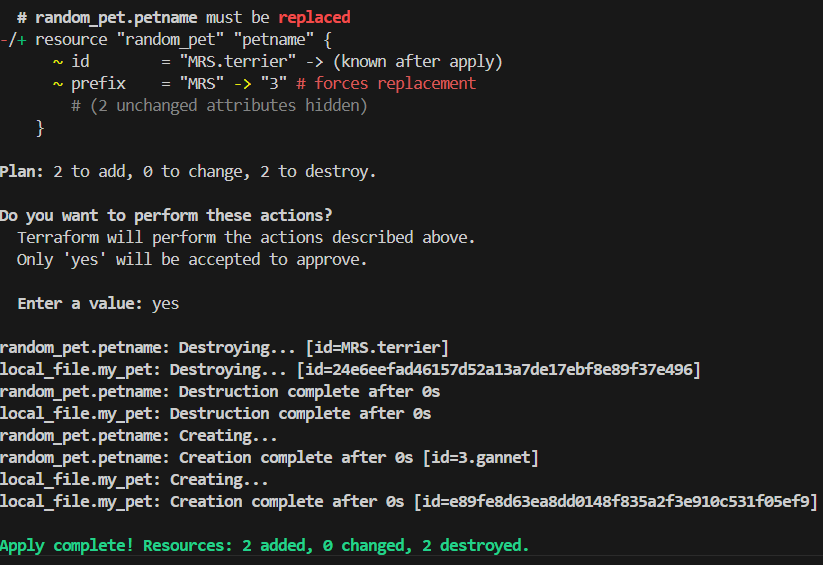 # random_pet.petname must be replaced
-/+ resource "random_pet" "petname" {
~ id = "MRS.terrier" -> (known after apply)
~ prefix = "MRS" -> "3" # forces replacement
# (2 unchanged attributes hidden)
}
Plan: 2 to add, 0 to change, 2 to destroy.
Do you want to perform these actions?
Terraform will perform the actions described above.
Only 'yes' will be accepted to approve.
Enter a value: yes
random_pet.petname: Destroying... [id=MRS.terrier]
local_file.my_pet: Destroying... [id=24e6eefad46157d52a13a7de17ebf8e89f37e496]
random_pet.petname: Destruction complete after 0s
local_file.my_pet: Destruction complete after 0s
random_pet.petname: Creating...
random_pet.petname: Creation complete after 0s [id=3.gannet]
local_file.my_pet: Creating...
local_file.my_pet: Creation complete after 0s [id=e89fe8d63ea8dd0148f835a2f3e910c531f05ef9]
Apply complete! Resources: 2 added, 0 changed, 2 destroyed.